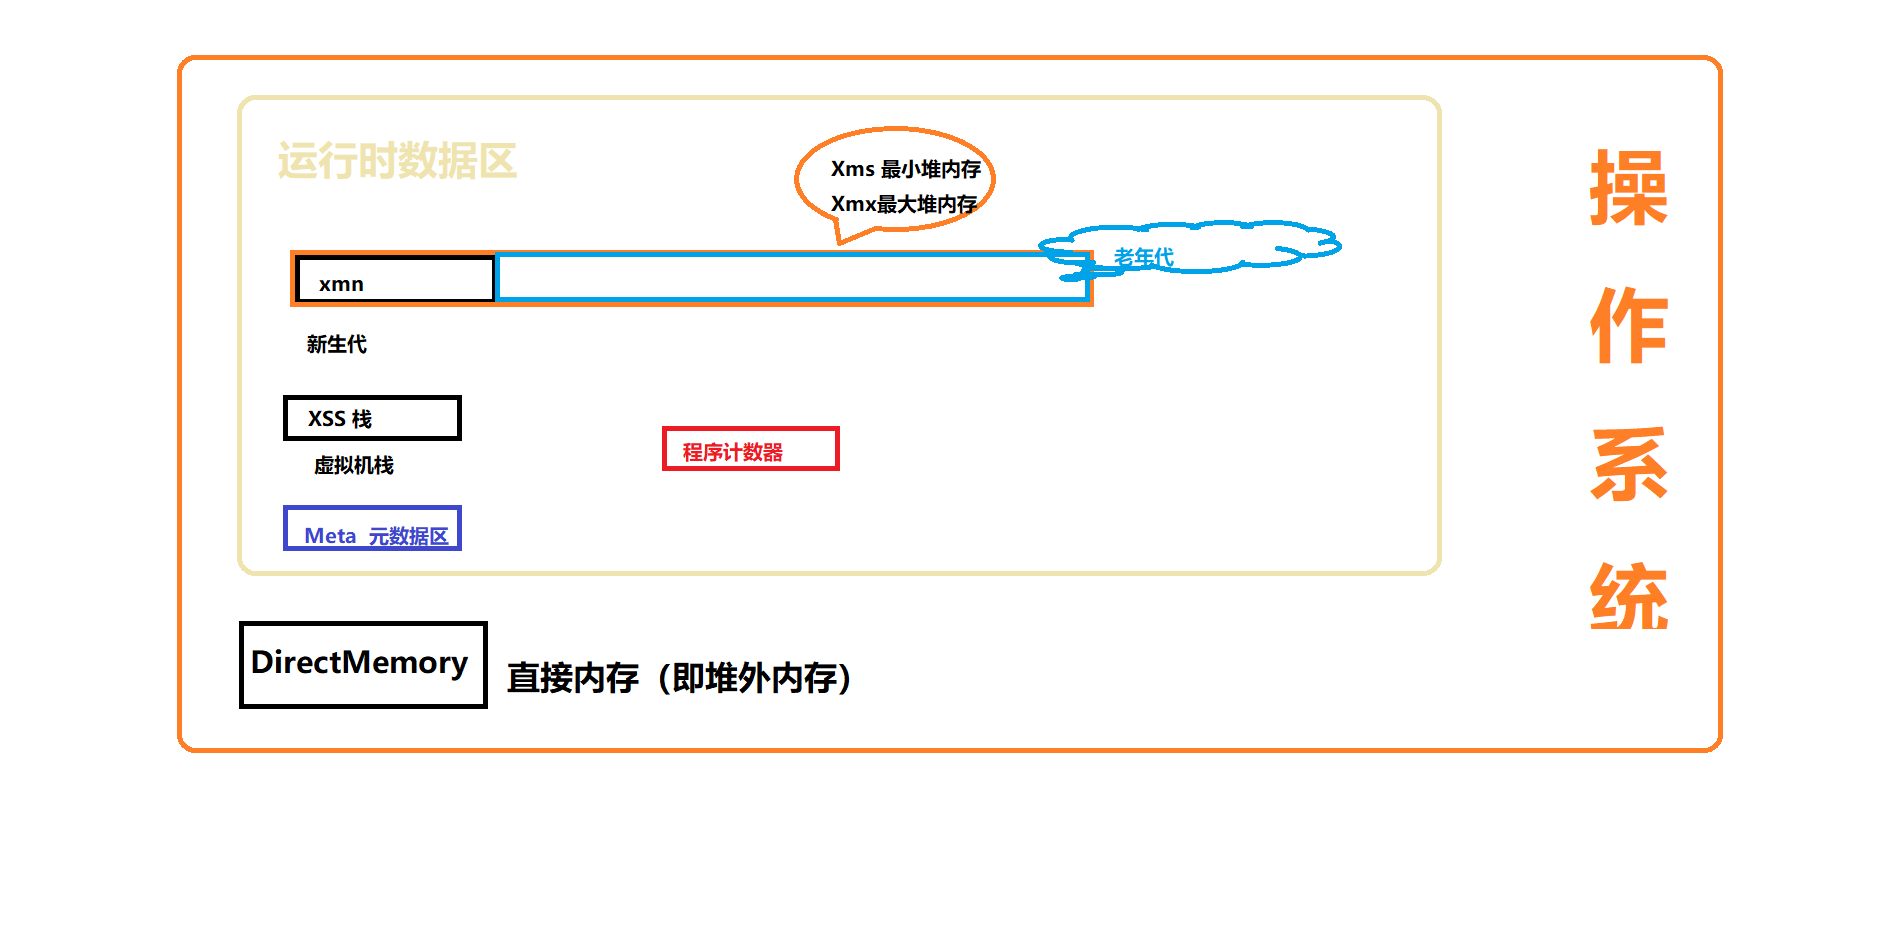 运行时数据区
Xms 最小堆内存
Xmx最大堆内存
老年代
xmn
新生代
XSS 栈
虚拟机栈
程序计数器
Meta 元数据区
DirectMemory
直接内存（即堆外内存）
操
作
系
统